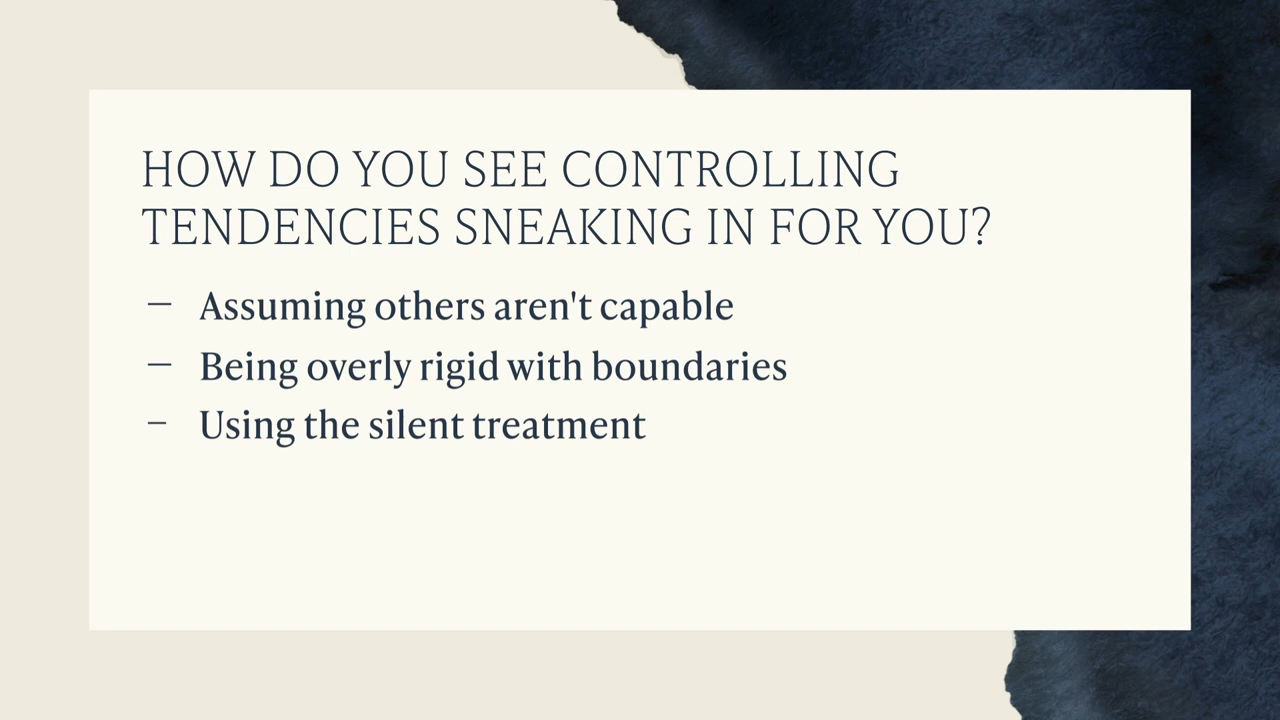 HOW DO YOU SEE CONTROLLING
TENDENCIES SNEAKING IN FOR YOU?
— Assuming others aren't capable
— Being overly rigid with boundaries
– Using the silent treatment